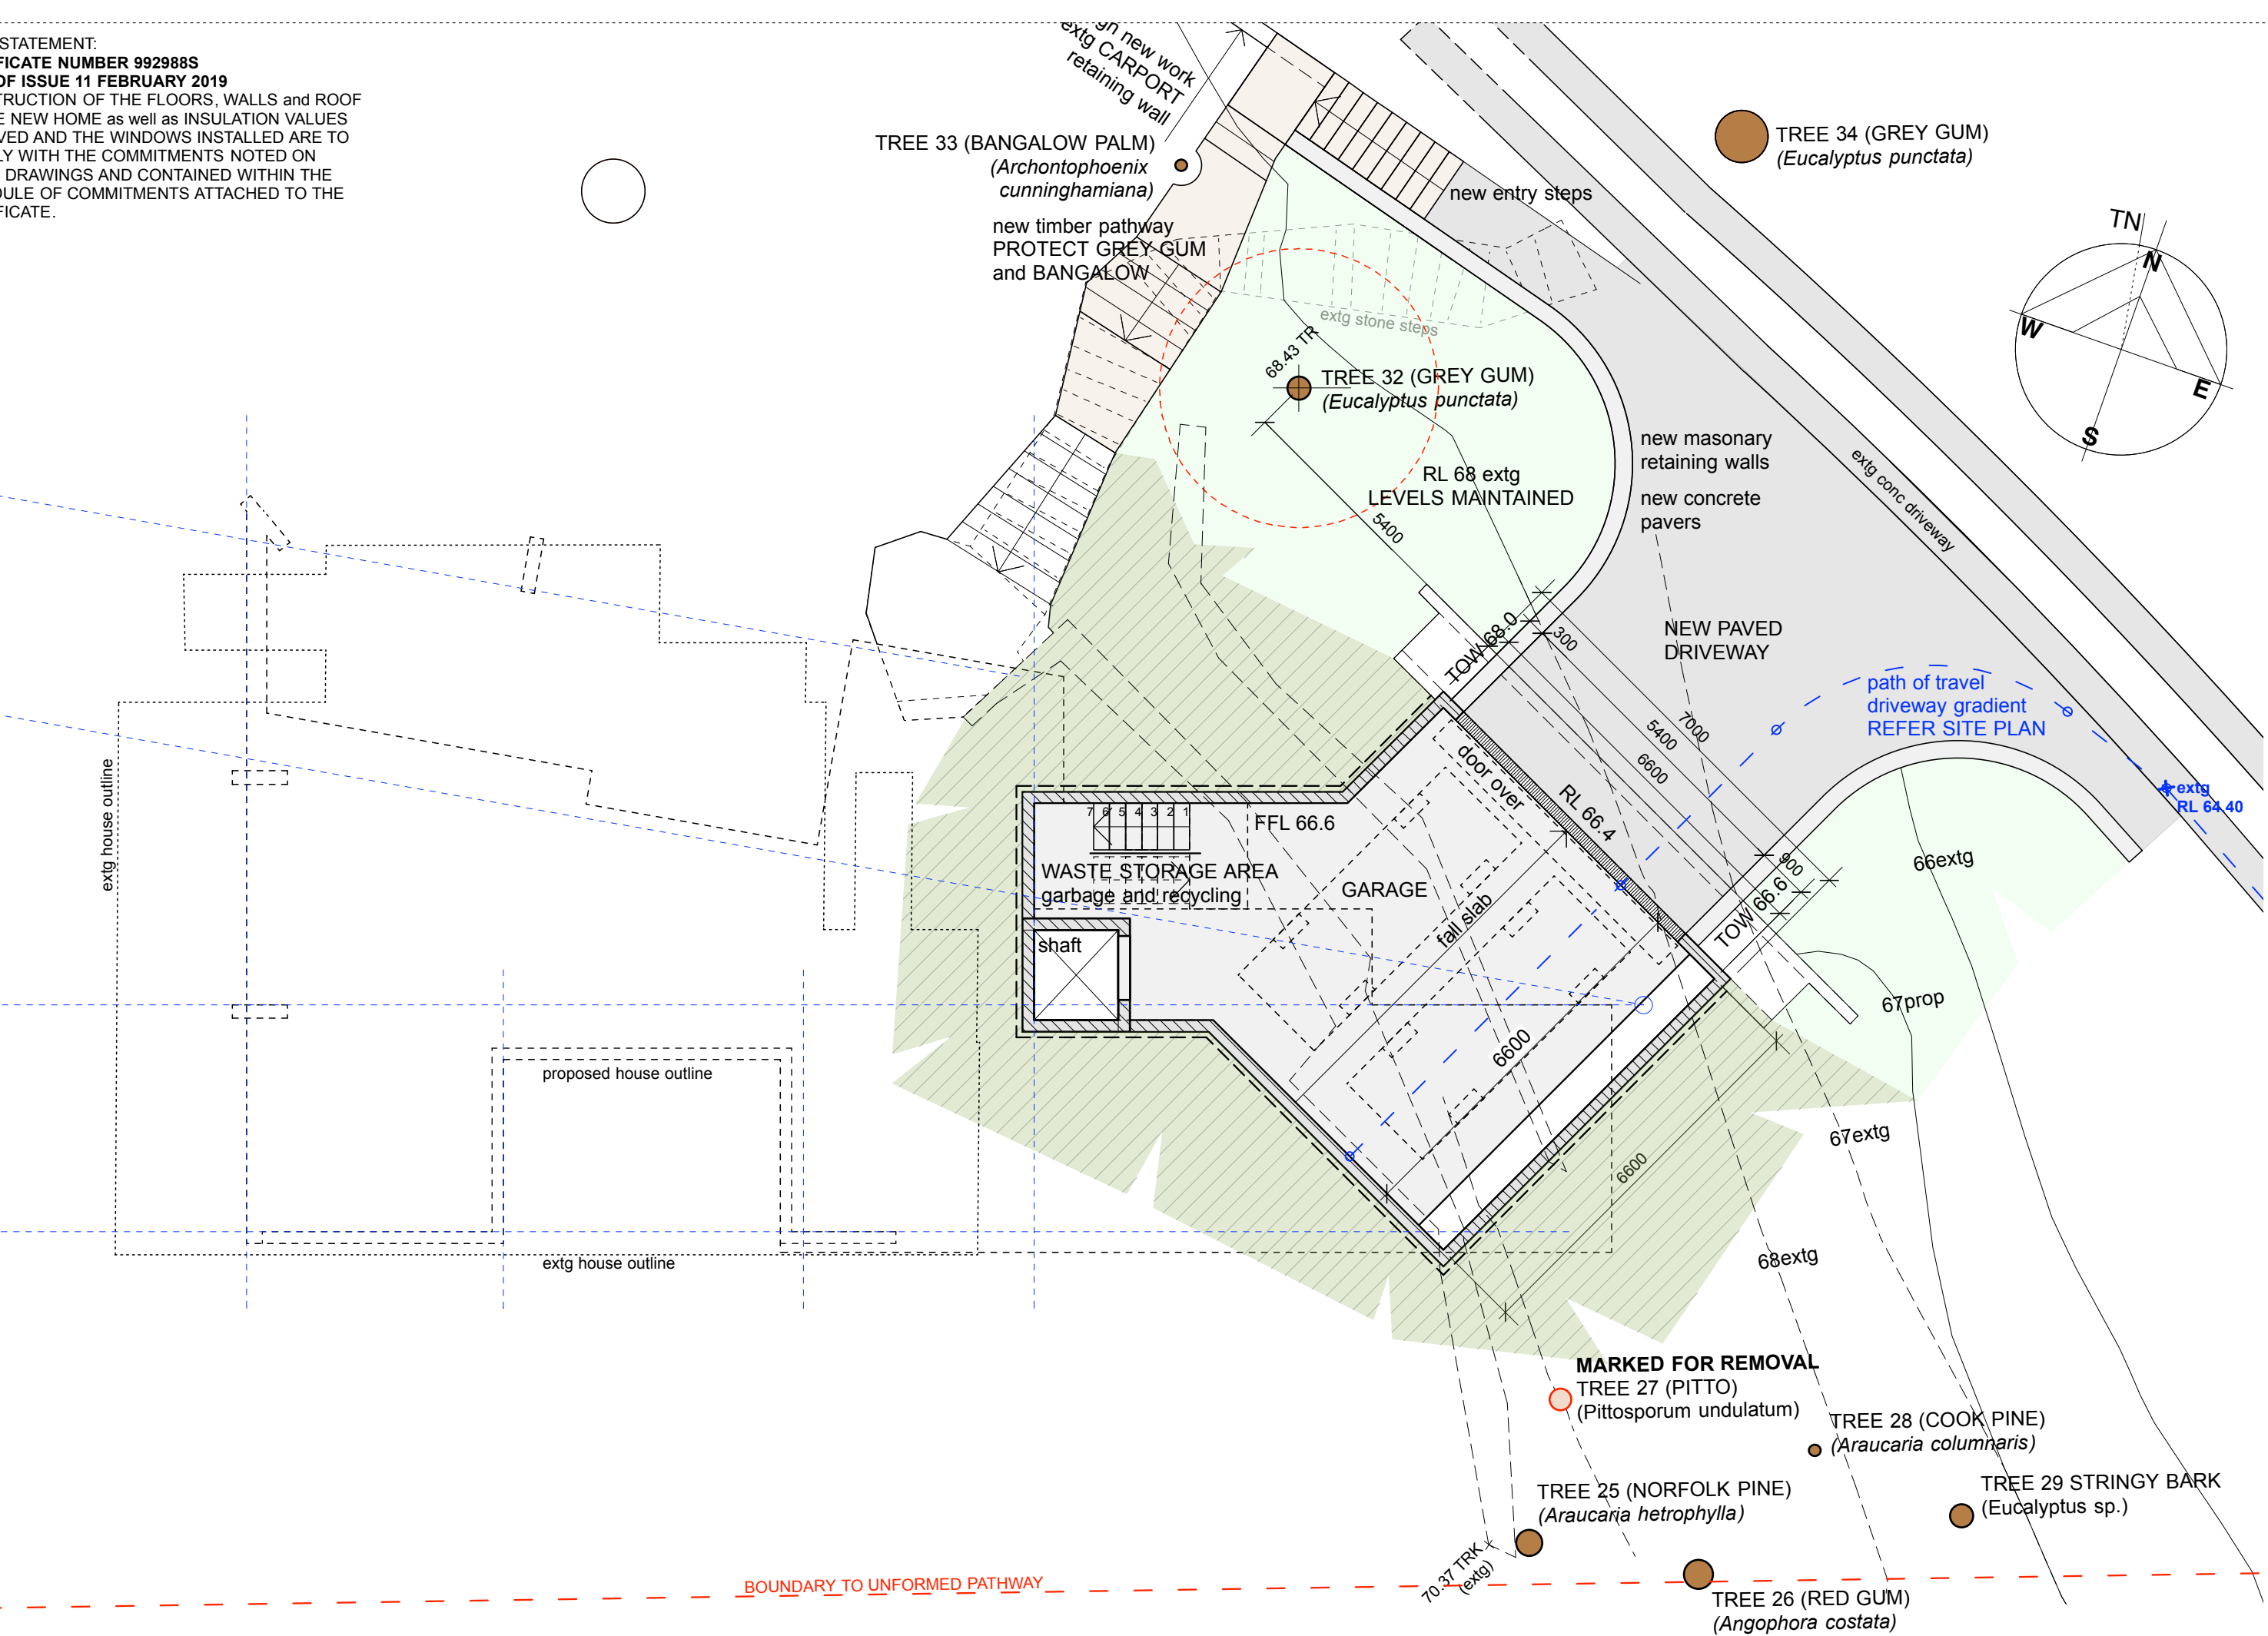 STATEMENT:
FICATE NUMBER 992988S
OF ISSUE 11 FEBRUARY 2019
TRUCTION OF THE FLOORS, WALLS and ROOF
E NEW HOME as well as INSULATION VALUES
VED AND THE WINDOWS INSTALLED ARE TO
LY WITH THE COMMITMENTS NOTED ON
DRAWINGS AND CONTAINED WITHIN THE
DULE OF COMMITMENTS ATTACHED TO THE
FICATE.
gn new work
extg CARPORT
retaining wall
TREE 33 (BANGALOW PALM)
(Archontophoenix
cunninghamiana)
new timber pathway
PROTECT GREY GUM
and BANGALOW
new entry steps
TREE 34 (GREY GUM)
(Eucalyptus punctata)
TN
N
W
E
S
extg stone steps
68.43 TR
TREE 32 (GREY GUM)
(Eucalyptus punctata)
RL 68 extg
LEVELS MAINTAINED
5400
new masonary
retaining walls
new concrete
pavers
extg conc driveway
TOW 68.0
300
NEW PAVED
DRIVEWAY
path of travel
driveway gradient
REFER SITE PLAN
7000
5400
6600
extg
RL 64.40
door over
RL 66.4
7 6 5 4 3 2 1
FFL 66.6
WASTE STORAGE AREA
garbage and recycling
GARAGE
fall slab
shaft
900
TOW 66.6
66extg
67prop
6600
67extg
6600
68extg
extg house outline
proposed house outline
extg house outline
MARKED FOR REMOVAL
TREE 27 (PITTO)
(Pittosporum undulatum)
TREE 28 (COOK PINE)
(Araucaria columnaris)
TREE 25 (NORFOLK PINE)
(Araucaria hetrophylla)
TREE 29 STRINGY BARK
(Eucalyptus sp.)
70.37 TRK
(extg)
BOUNDARY TO UNFORMED PATHWAY
TREE 26 (RED GUM)
(Angophora costata)